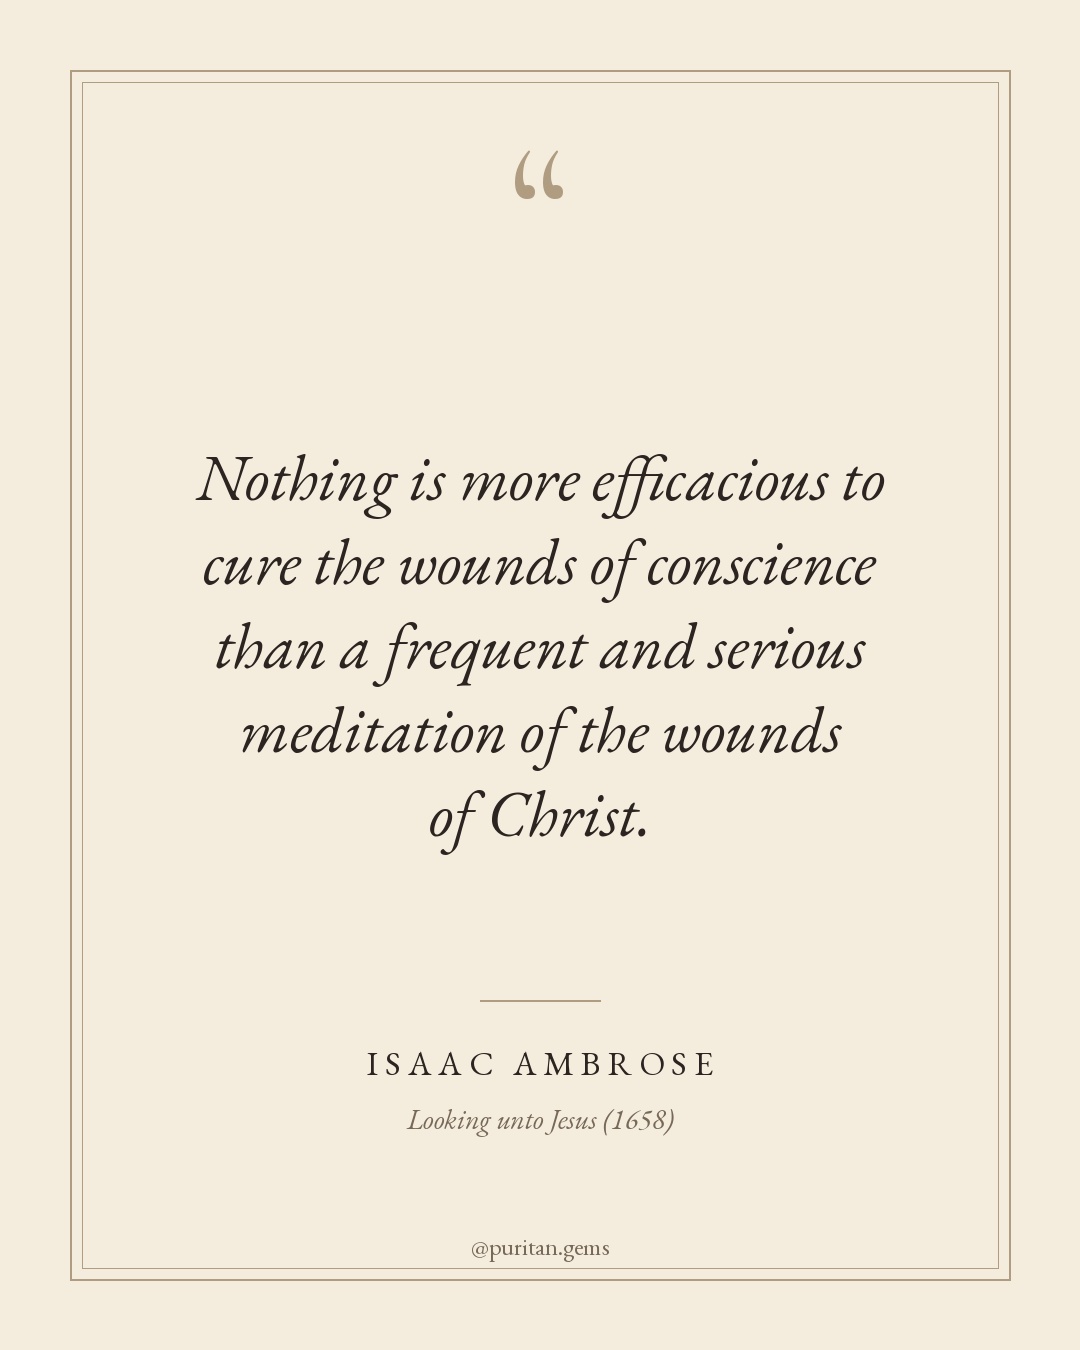 “
Nothing is more efficacious to
cure the wounds of conscience
than a frequent and serious
meditation of the wounds
of Christ.
ISAAC AMBROSE
Looking unto Jesus (1658)
@puritan.gems